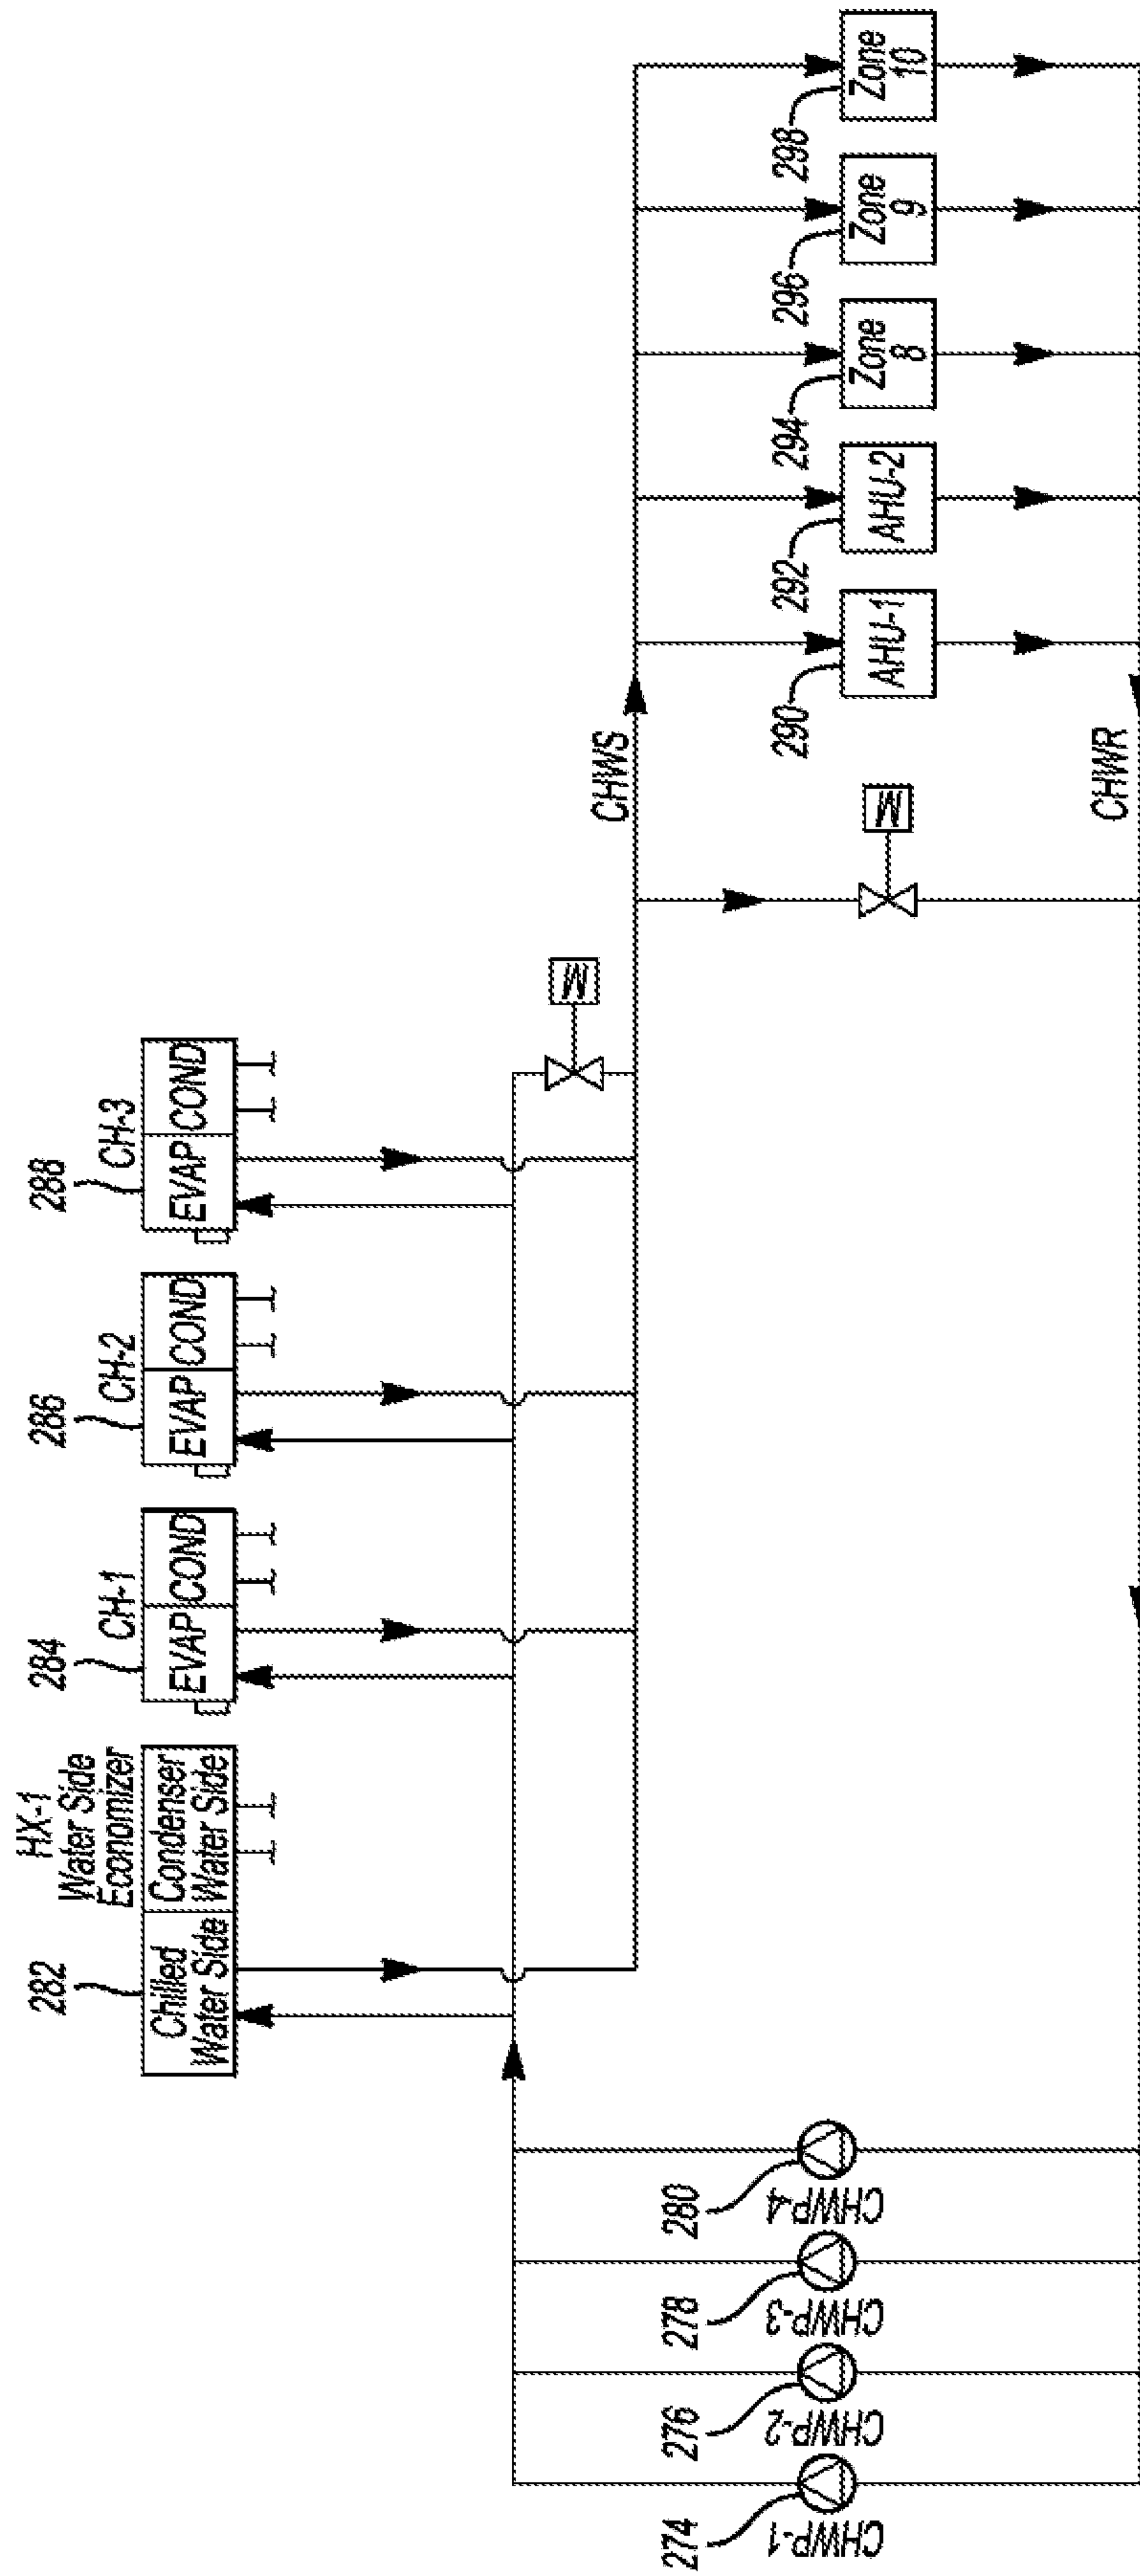 HX-1
Water Side
Economizer
282
Chilled
Water Side
Condenser
Water Side
284
CH-1
EVAP
COND
286
CH-2
EVAP
COND
288
CH-3
EVAP
COND
M
CHWS
M
CHWR
274
CHWP-1
276
CHWP-2
278
CHWP-3
280
CHWP-4
290
AHU-1
292
AHU-2
294
Zone
8
296
Zone
9
298
Zone
10